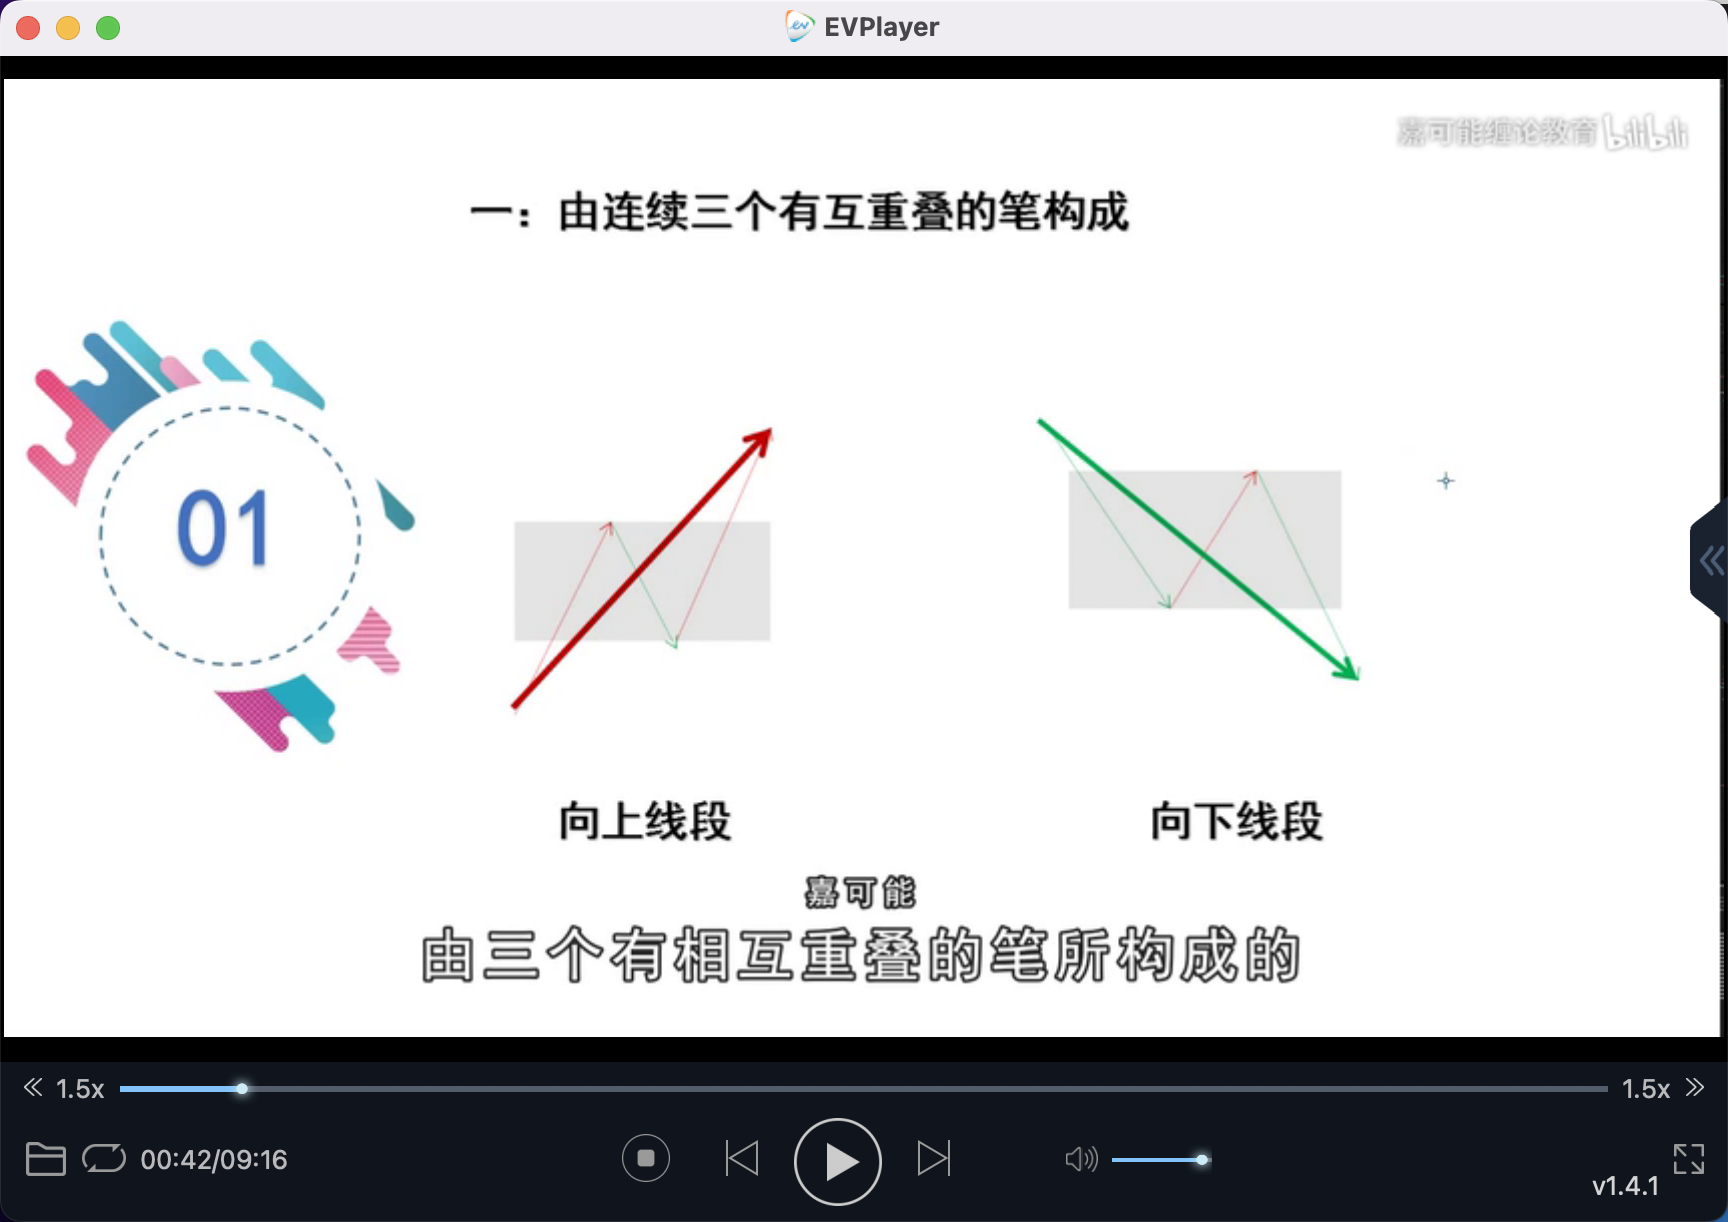 EVPlayer
嘉可能缠论教育 bilibili
一：由连续三个有互重叠的笔构成
01
向上线段
向下线段
嘉可能
由三个有相互重叠的笔所构成的
1.5x
1.5x
00:42/09:16
v1.4.1